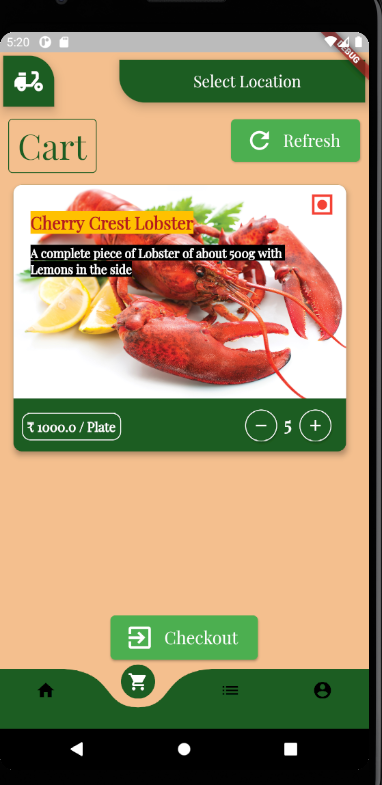 5:20
DEBUG
Select Location
Cart
Refresh
Cherry Crest Lobster
A complete piece of Lobster of about 500g with
Lemons in the side
₹ 1000.0 / Plate
5
Checkout